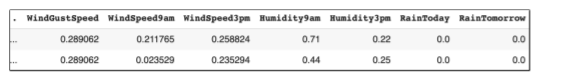 . WindGustSpeed WindSpeed9am WindSpeed3pm Humidity9am Humidity3pm RainToday RainTomorrow
... 0.289062 0.211765 0.258824 0.71 0.22 0.0 0.0
... 0.289062 0.023529 0.235294 0.44 0.25 0.0 0.0